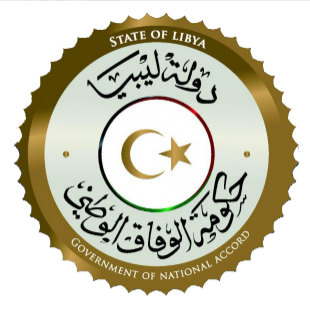 STATE OF LIBYA
دولة ليبيا
حكومة الوفاق الوطني
GOVERNMENT OF NATIONAL ACCORD